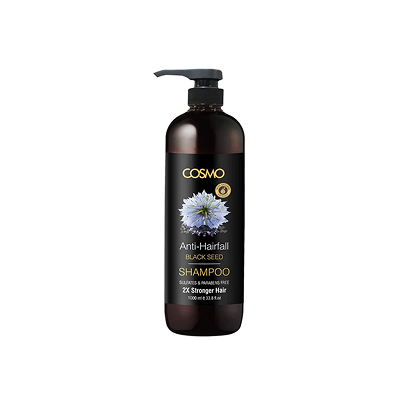 COSMO
Anti-Hairfall
BLACK SEED
SHAMPOO
SULFATES & PARABENS FREE
2X Stronger Hair
1000 ml ℮ 33.8 fl.oz